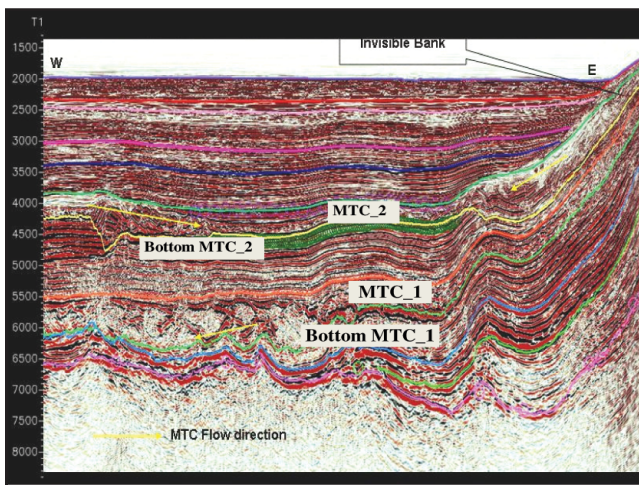 T1
Invisible Bank
W
E
1500
2000
2500
3000
3500
4000
4500
5000
5500
6000
6500
7000
7500
8000
MTC_2
Bottom MTC_2
MTC_1
Bottom MTC_1
MTC Flow direction